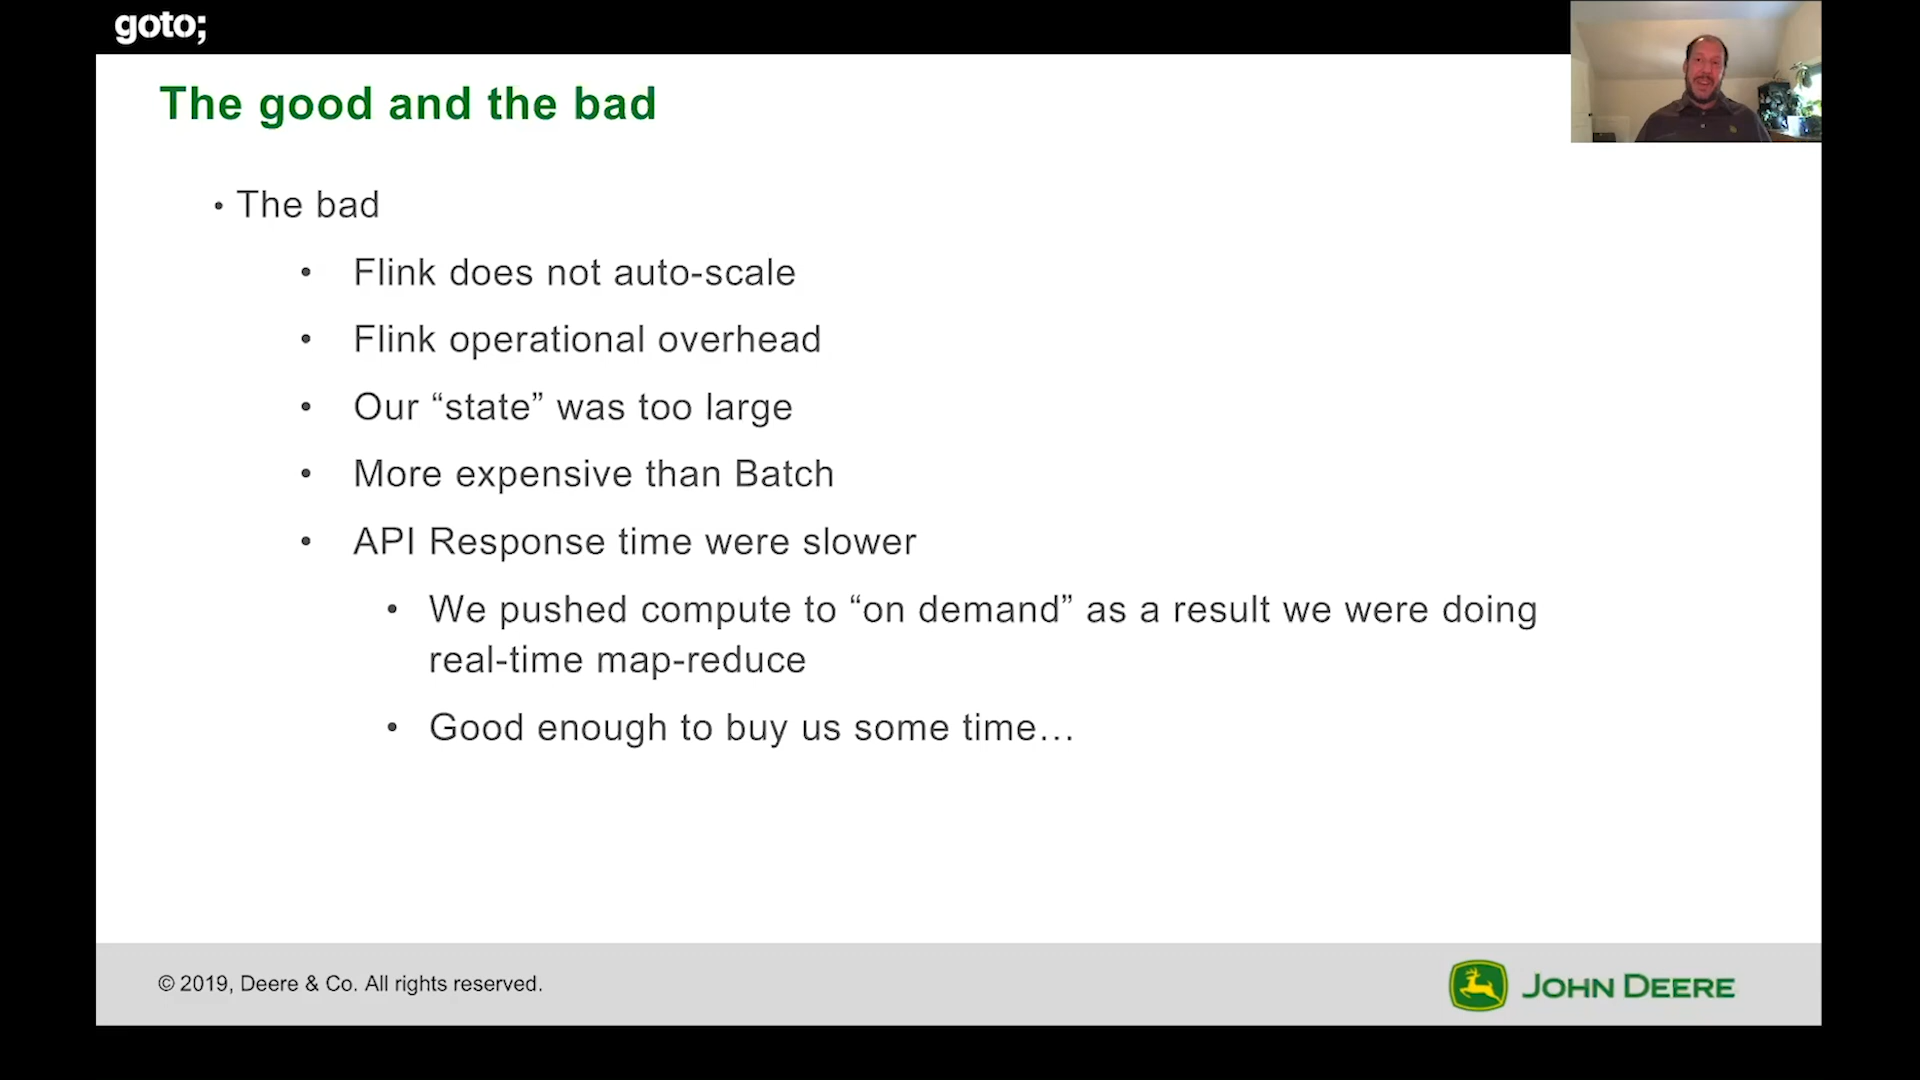 goto;
The good and the bad
• The bad
• Flink does not auto-scale
• Flink operational overhead
• Our “state” was too large
• More expensive than Batch
• API Response time were slower
• We pushed compute to “on demand” as a result we were doing
real-time map-reduce
• Good enough to buy us some time…
© 2019, Deere & Co. All rights reserved.
JOHN DEERE